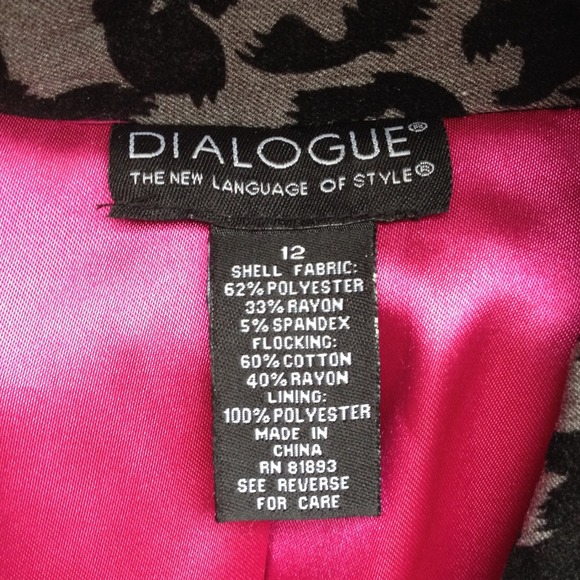 DIALOGUE®
THE NEW LANGUAGE OF STYLE®
12
SHELL FABRIC:
62% POLYESTER
33% RAYON
5% SPANDEX
FLOCKING:
60% COTTON
40% RAYON
LINING:
100% POLYESTER
MADE IN
CHINA
RN 81893
SEE REVERSE
FOR CARE